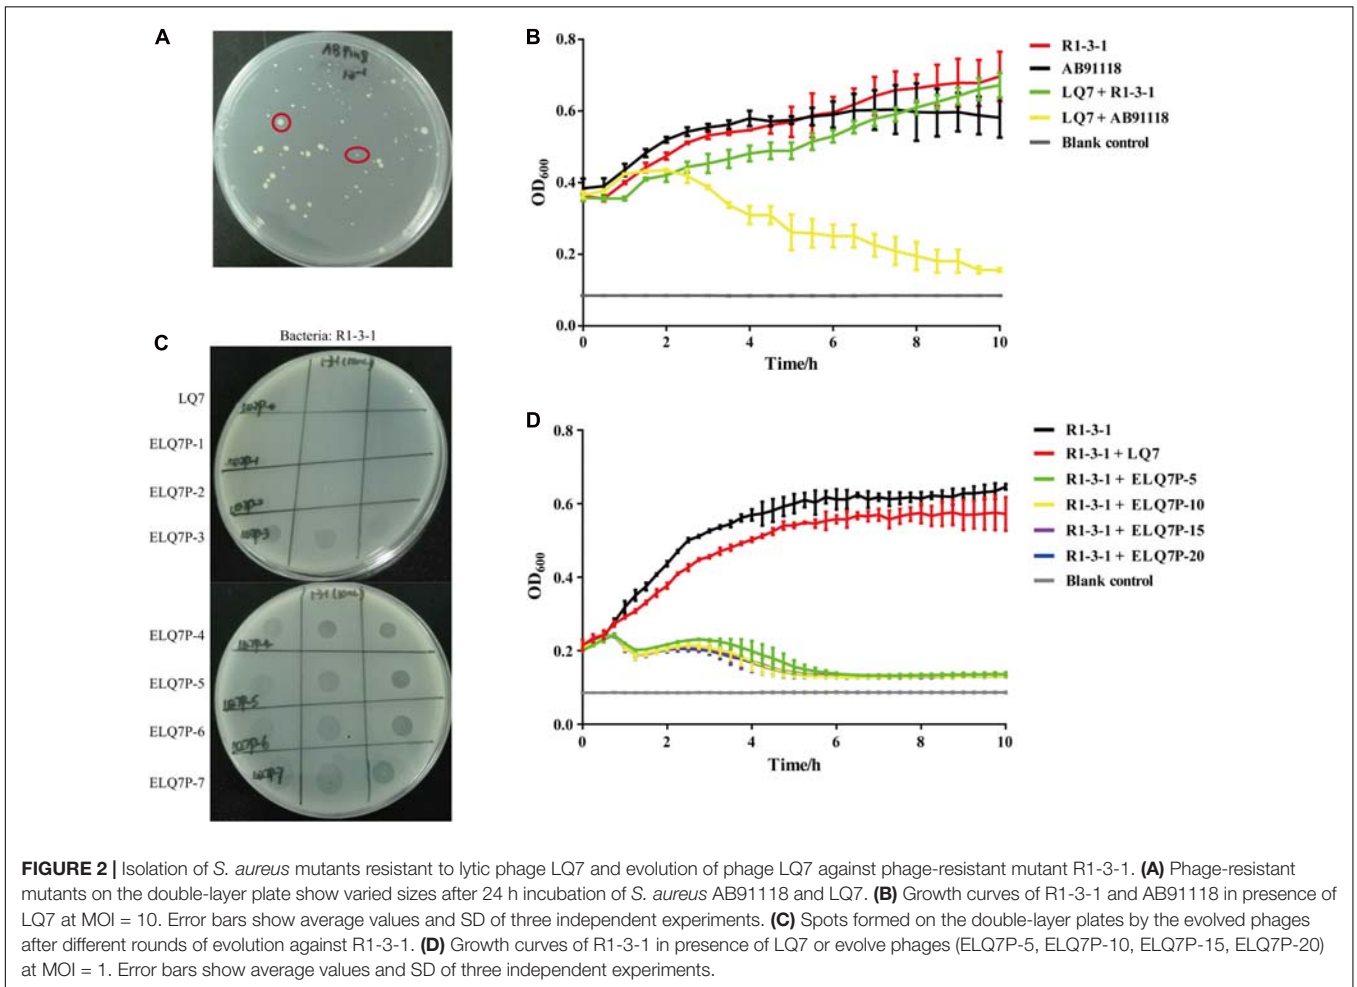 A
B
0.8
0.6
0.4
0.2
0.0
OD600
0
2
4
6
8
10
Time/h
R1-3-1
AB91118
LQ7 + R1-3-1
LQ7 + AB91118
Blank control
C
Bacteria: R1-3-1
LQ7
ELQ7P-1
ELQ7P-2
ELQ7P-3
ELQ7P-4
ELQ7P-5
ELQ7P-6
ELQ7P-7
D
0.8
0.6
0.4
0.2
0.0
OD600
0
2
4
6
8
10
Time/h
R1-3-1
R1-3-1 + LQ7
R1-3-1 + ELQ7P-5
R1-3-1 + ELQ7P-10
R1-3-1 + ELQ7P-15
R1-3-1 + ELQ7P-20
Blank control
FIGURE 2 | Isolation of S. aureus mutants resistant to lytic phage LQ7 and evolution of phage LQ7 against phage-resistant mutant R1-3-1. (A) Phage-resistant
mutants on the double-layer plate show varied sizes after 24 h incubation of S. aureus AB91118 and LQ7. (B) Growth curves of R1-3-1 and AB91118 in presence of
LQ7 at MOI = 10. Error bars show average values and SD of three independent experiments. (C) Spots formed on the double-layer plates by the evolved phages
after different rounds of evolution against R1-3-1. (D) Growth curves of R1-3-1 in presence of LQ7 or evolve phages (ELQ7P-5, ELQ7P-10, ELQ7P-15, ELQ7P-20)
at MOI = 1. Error bars show average values and SD of three independent experiments.